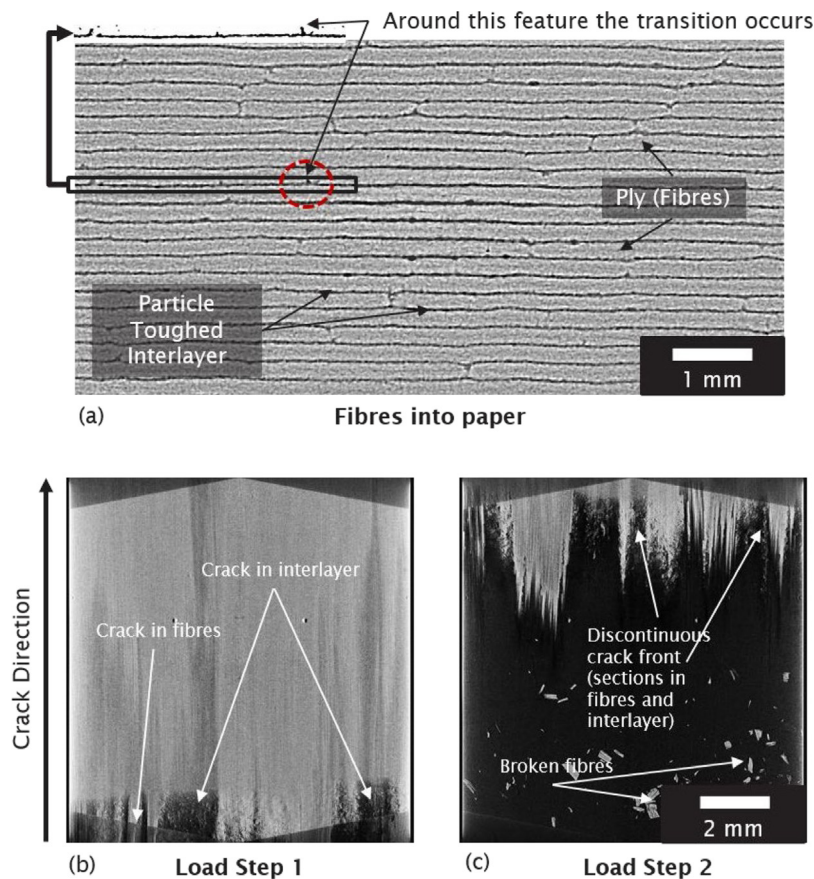 Around this feature the transition occurs
Ply (Fibres)
Particle
Toughed
Interlayer
1 mm
(a)
Fibres into paper
Crack Direction
Crack in interlayer
Crack in fibres
Discontinuous
crack front
(sections in
fibres and
interlayer)
Broken fibres
2 mm
(b)
Load Step 1
(c)
Load Step 2